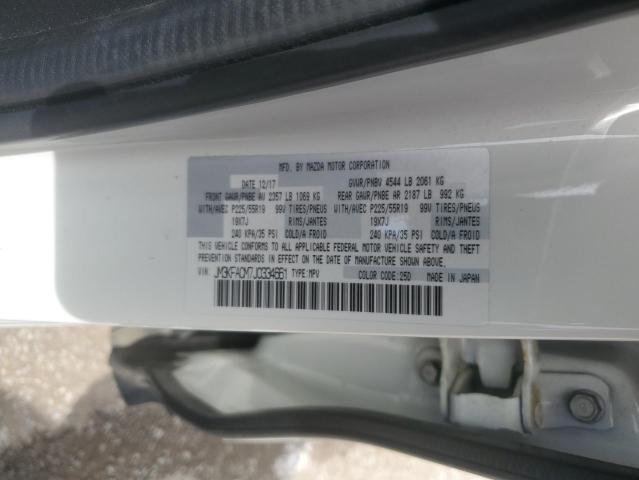 MFD. BY MAZDA MOTOR CORPORATION
DATE 12/17 GVWR/PNBV 4544 LB 2061 KG
FRONT GAWR/PNBE AV 2357 LB 1069 KG REAR GAWR/PNBE AR 2187 LB 992 KG
WITH/AVEC P225/55R19 99V TIRES/PNEUS WITH/AVEC P225/55R19 99V TIRES/PNEUS
19X7J RIMS/JANTES 19X7J RIMS/JANTES
240 KPA/35 PSI COLD/A FROID 240 KPA/35 PSI COLD/A FROID
THIS VEHICLE CONFORMS TO ALL APPLICABLE FEDERAL MOTOR VEHICLE SAFETY AND THEFT
PREVENTION STANDARDS IN EFFECT ON THE DATE OF MANUFACTURE SHOWN ABOVE.
VIN: JM3KFACM7J0334661 TYPE:MPV COLOR CODE:25D MADE IN JAPAN